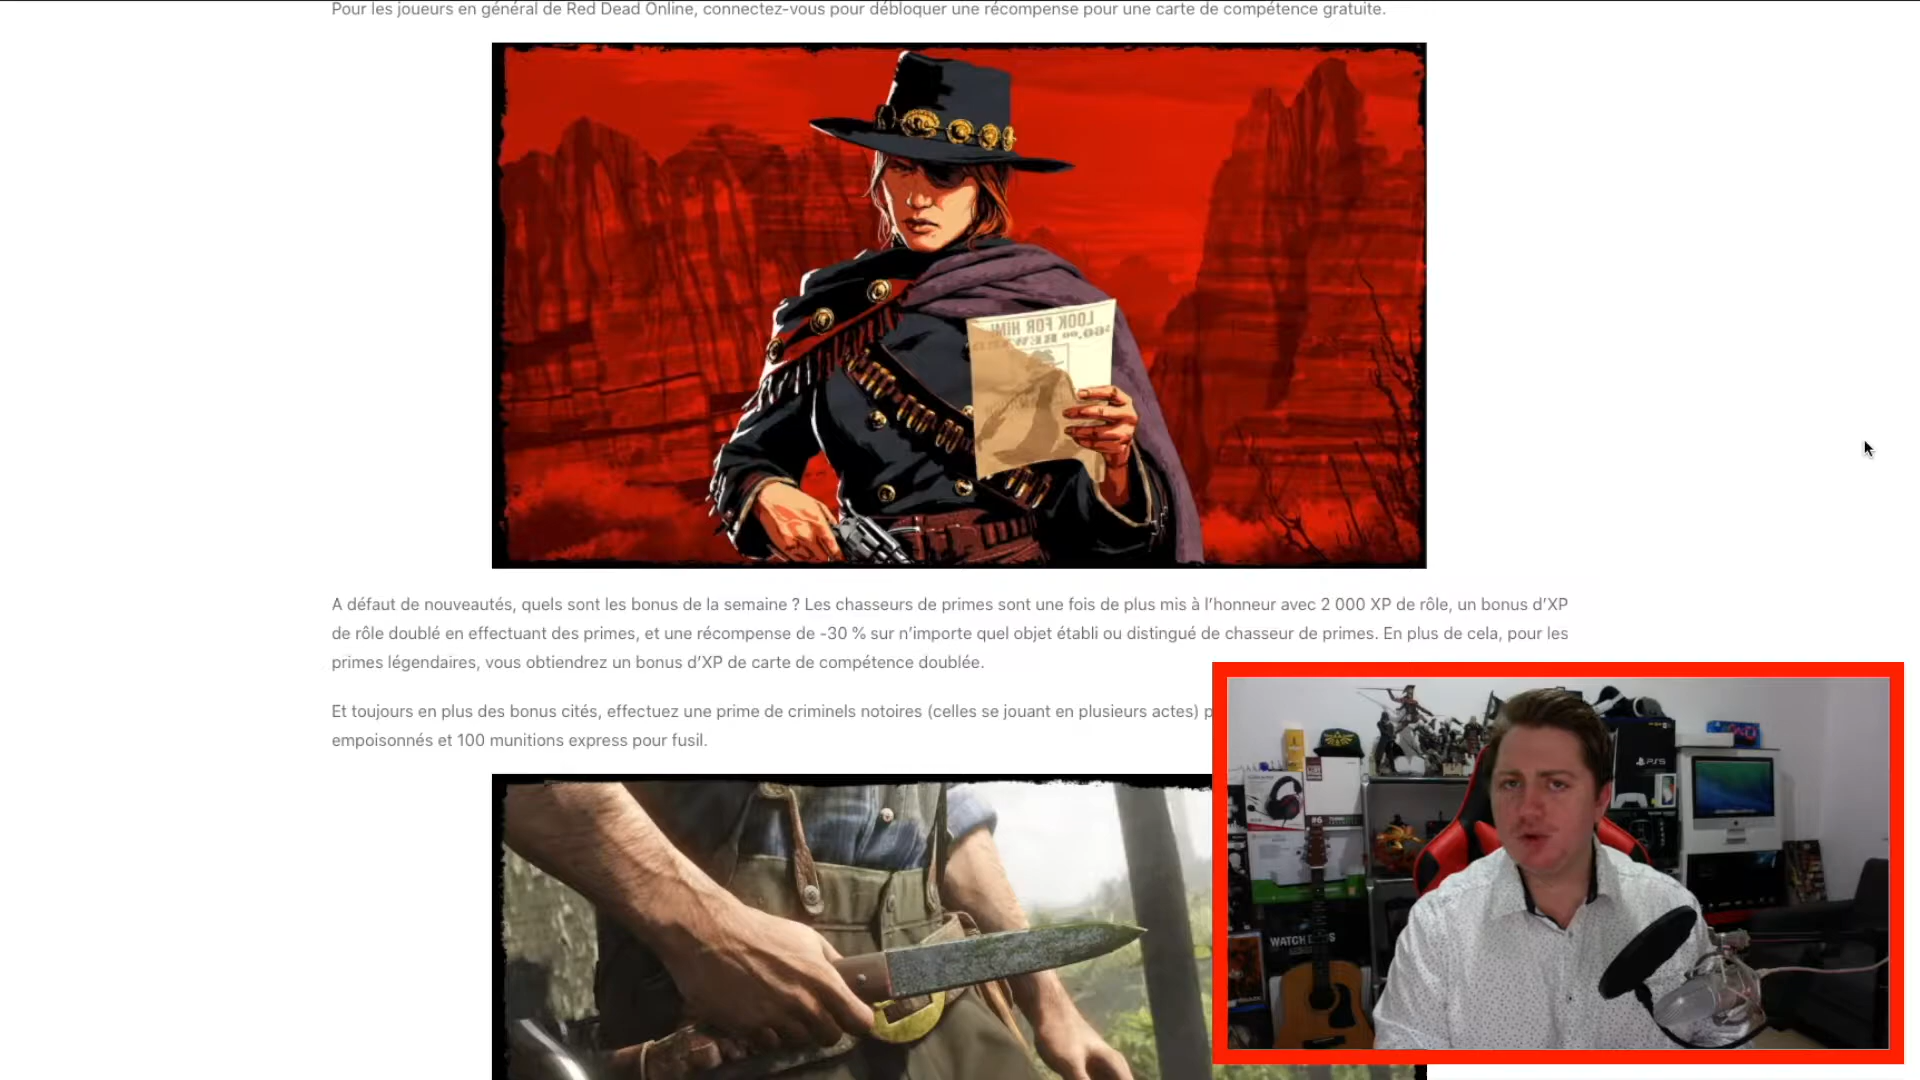 Pour les joueurs en général de Red Dead Online, connectez-vous pour débloquer une récompense pour une carte de compétence gratuite.
LOOK FOR HIM!
$60.00 REWARD
A défaut de nouveautés, quels sont les bonus de la semaine ? Les chasseurs de primes sont une fois de plus mis à l’honneur avec 2 000 XP de rôle, un bonus d’XP
de rôle doublé en effectuant des primes, et une récompense de -30 % sur n’importe quel objet établi ou distingué de chasseur de primes. En plus de cela, pour les
primes légendaires, vous obtiendrez un bonus d’XP de carte de compétence doublée.
Et toujours en plus des bonus cités, effectuez une prime de criminels notoires (celles se jouant en plusieurs actes) p
empoisonnés et 100 munitions express pour fusil.
PS5
WATCH